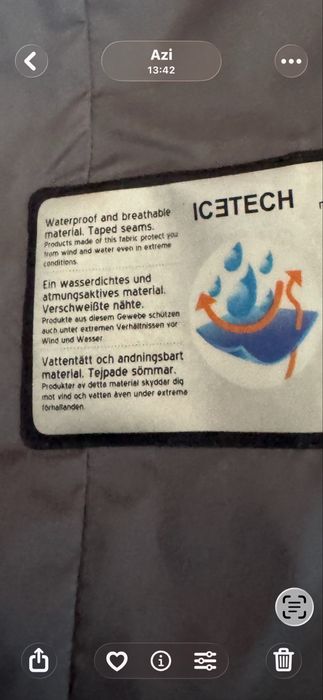 Azi
13:42
ICƎTECH
Waterproof and breathable
material. Taped seams.
Products made of this fabric protect you
from wind and water even in extreme
conditions.
Ein wasserdichtes und
atmungsaktives material.
Verschweißte nähte.
Produkte aus diesem Gewebe schützen
auch unter extremen Verhältnissen vor
Wind und Wasser
Vattentätt och andningsbart
material. Tejpade sömmar.
Produkter av detta material skyddar dig
mot vind och vatten även under extrema
förhallanden.